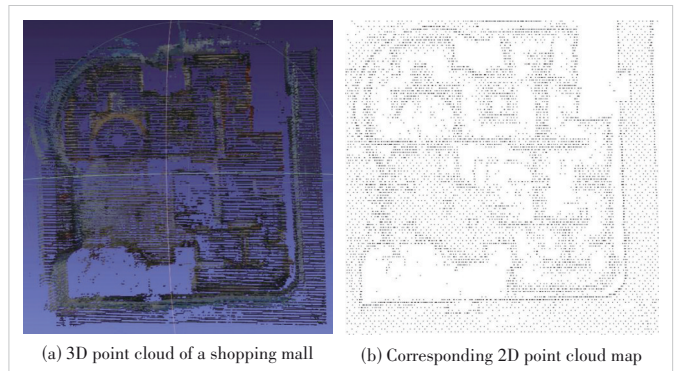 (a) 3D point cloud of a shopping mall
(b) Corresponding 2D point cloud map